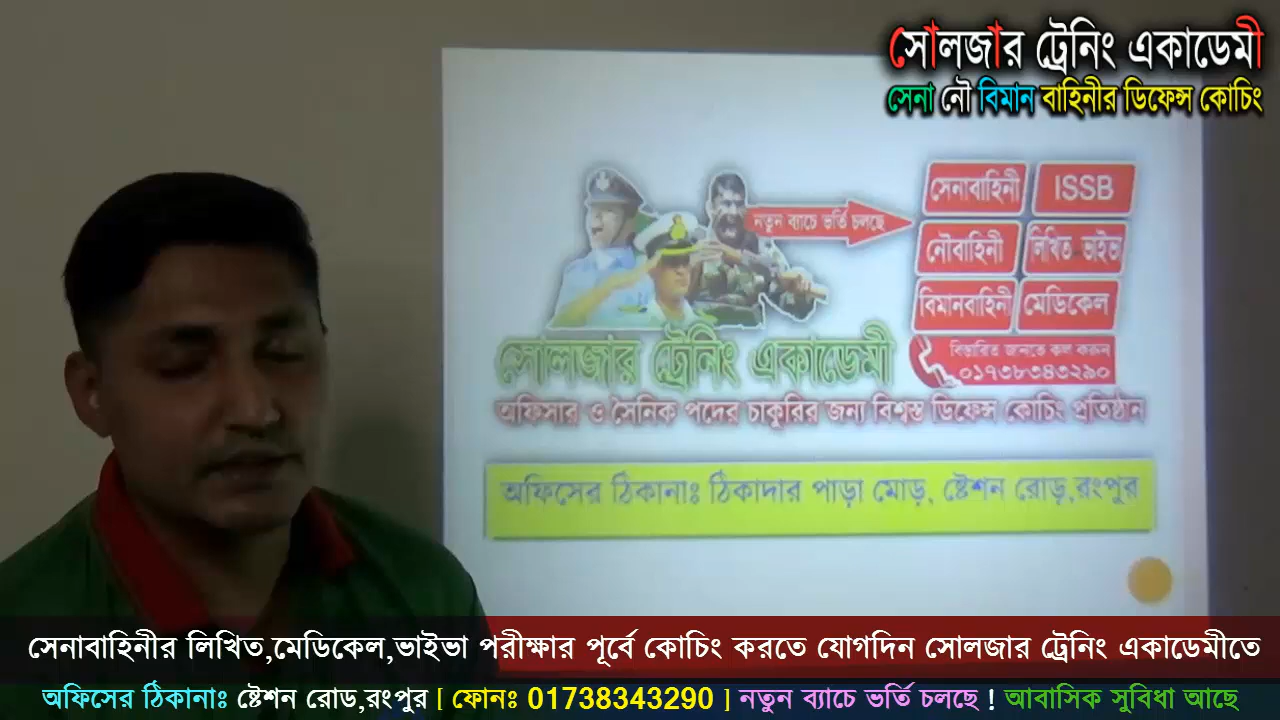 সোলজার ট্রেনিং একাডেমী
সেনা নৌ বিমান বাহিনীর ডিফেন্স কোচিং
নতুন ব্যাচে ভর্তি চলছে
সেনাবাহিনী ISSB
নৌবাহিনী লিখিত ভাইভা
বিমানবাহিনী মেডিকেল
বিস্তারিত জানতে কল করুন
০১৭৩৮৩৪৩২৯০
সোলজার ট্রেনিং একাডেমী
অফিসার ও সৈনিক পদের চাকুরির জন্য বিশ্বস্ত ডিফেন্স কোচিং প্রতিষ্ঠান
অফিসের ঠিকানাঃ ঠিকাদার পাড়া মোড়, ষ্টেশন রোড়,রংপুর
সেনাবাহিনীর লিখিত,মেডিকেল,ভাইভা পরীক্ষার পূর্বে কোচিং করতে যোগদিন সোলজার ট্রেনিং একাডেমীতে
অফিসের ঠিকানাঃ ষ্টেশন রোড,রংপুর [ ফোনঃ 01738343290 ] নতুন ব্যাচে ভর্তি চলছে ! আবাসিক সুবিধা আছে